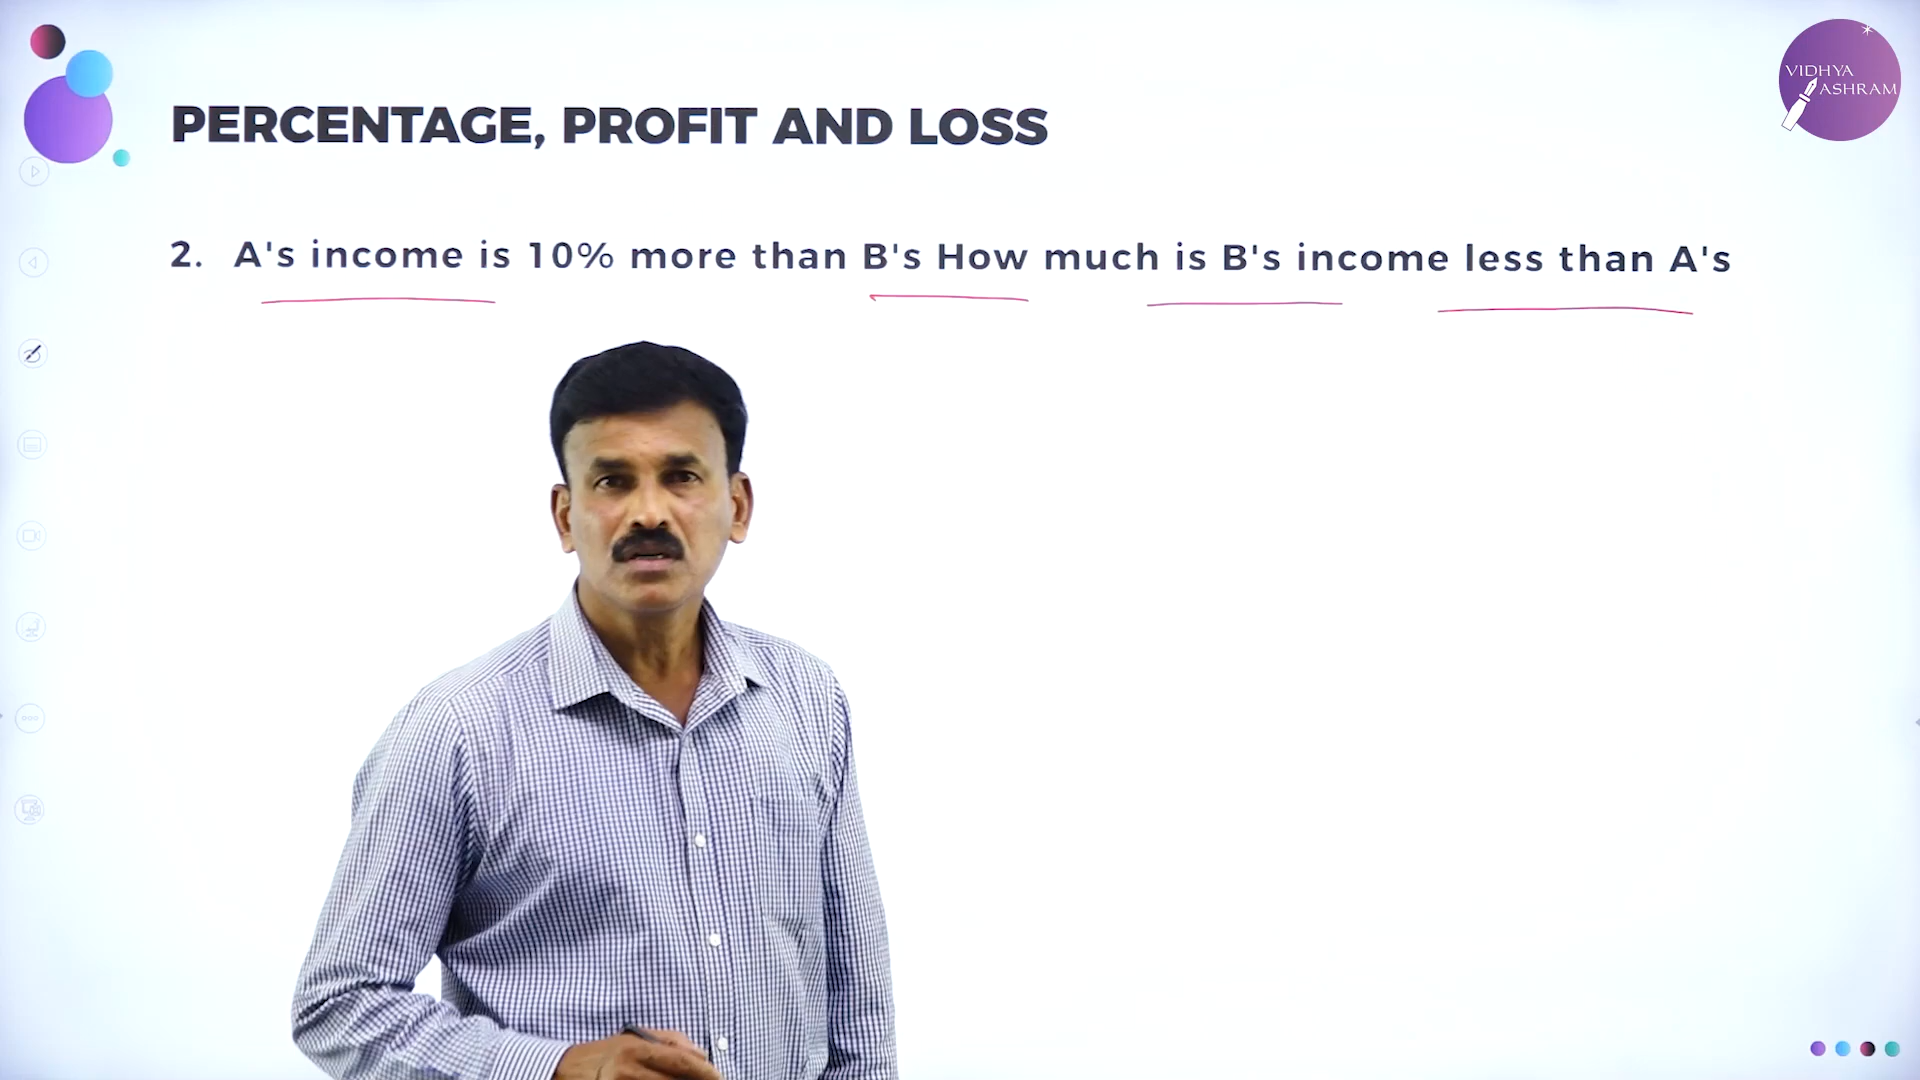 VIDHYA
ASHRAM
PERCENTAGE, PROFIT AND LOSS
2. A's income is 10% more than B's How much is B's income less than A's